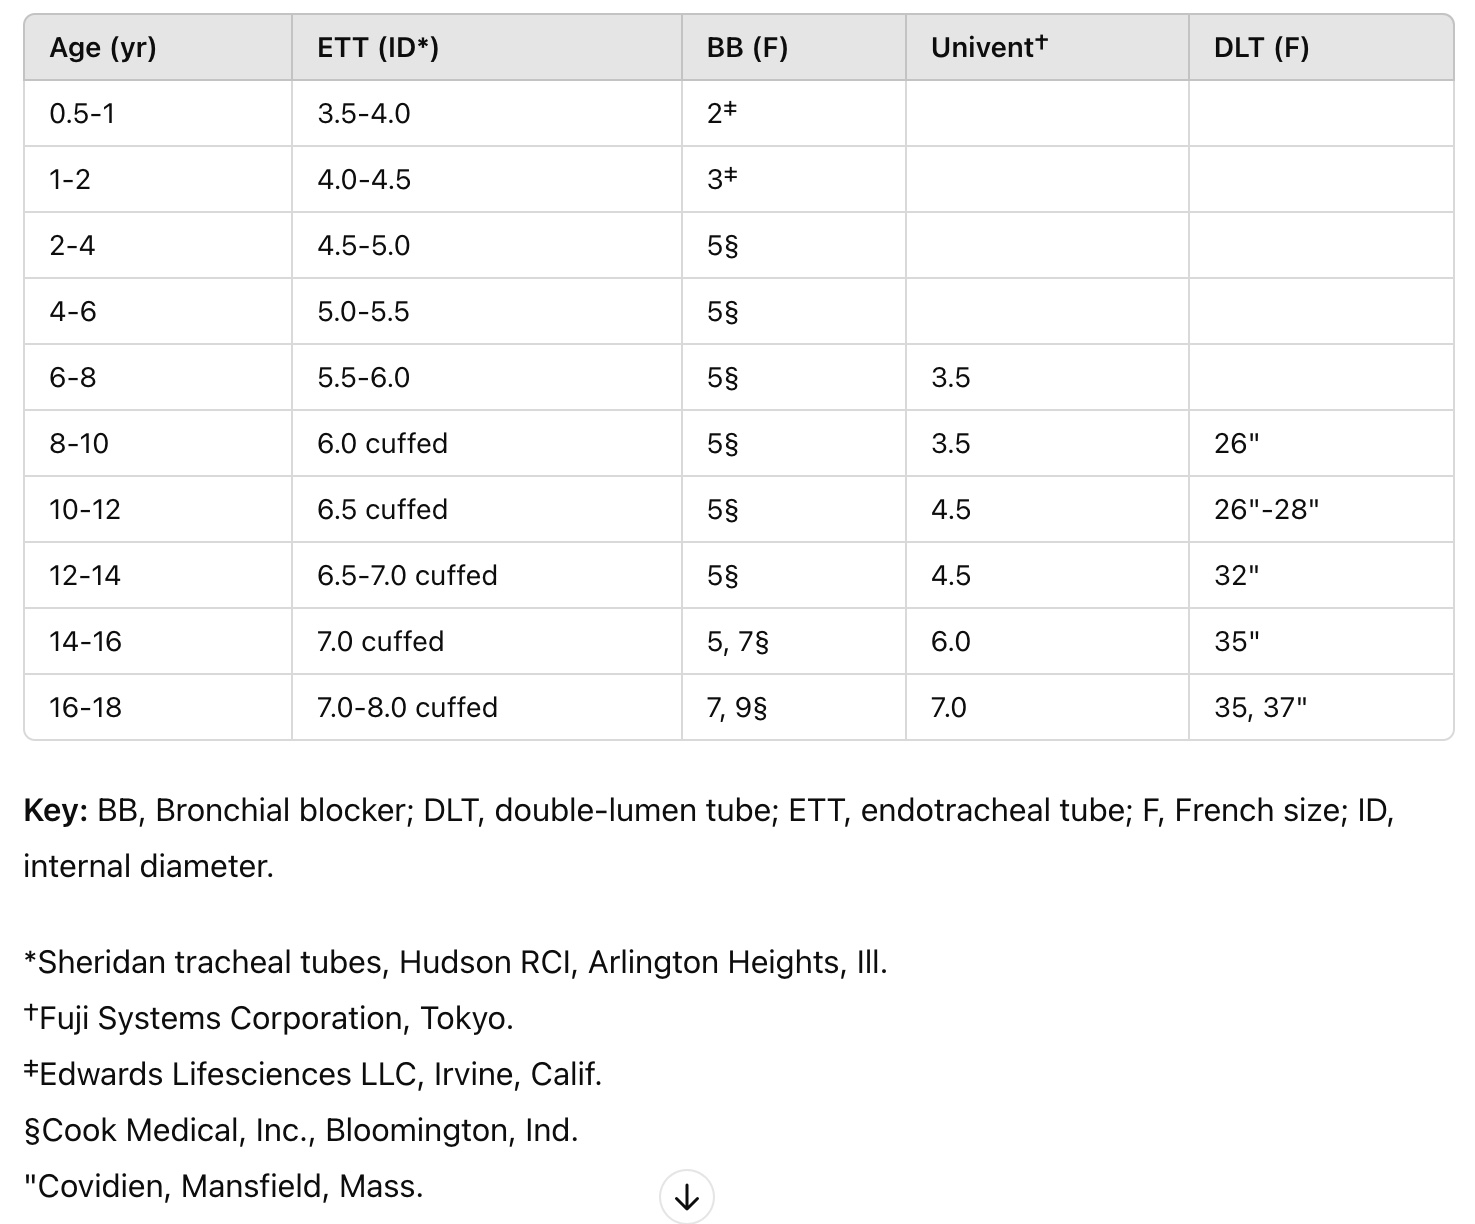 Age (yr) ETT (ID*) BB (F) Univent† DLT (F)
0.5-1 3.5-4.0 2‡
1-2 4.0-4.5 3‡
2-4 4.5-5.0 5§
4-6 5.0-5.5 5§
6-8 5.5-6.0 5§ 3.5
8-10 6.0 cuffed 5§ 3.5 26"
10-12 6.5 cuffed 5§ 4.5 26"-28"
12-14 6.5-7.0 cuffed 5§ 4.5 32"
14-16 7.0 cuffed 5, 7§ 6.0 35"
16-18 7.0-8.0 cuffed 7, 9§ 7.0 35, 37"
Key: BB, Bronchial blocker; DLT, double-lumen tube; ETT, endotracheal tube; F, French size; ID,
internal diameter.
*Sheridan tracheal tubes, Hudson RCI, Arlington Heights, Ill.
†Fuji Systems Corporation, Tokyo.
‡Edwards Lifesciences LLC, Irvine, Calif.
§Cook Medical, Inc., Bloomington, Ind.
"Covidien, Mansfield, Mass.